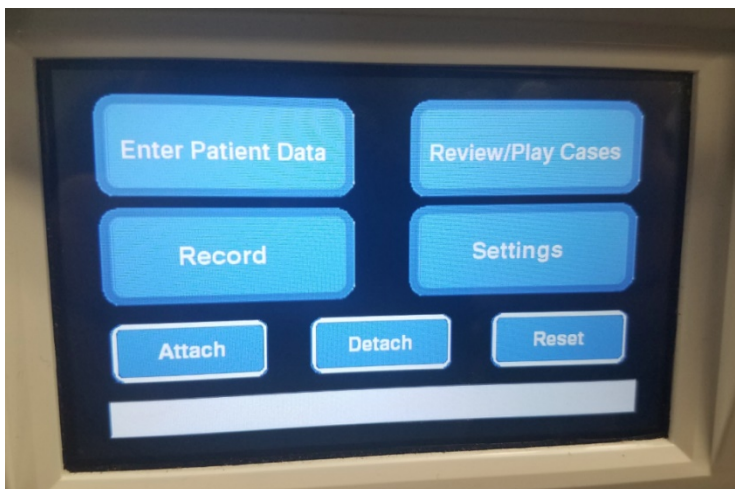 Enter Patient Data
Review/Play Cases
Record
Settings
Attach
Detach
Reset